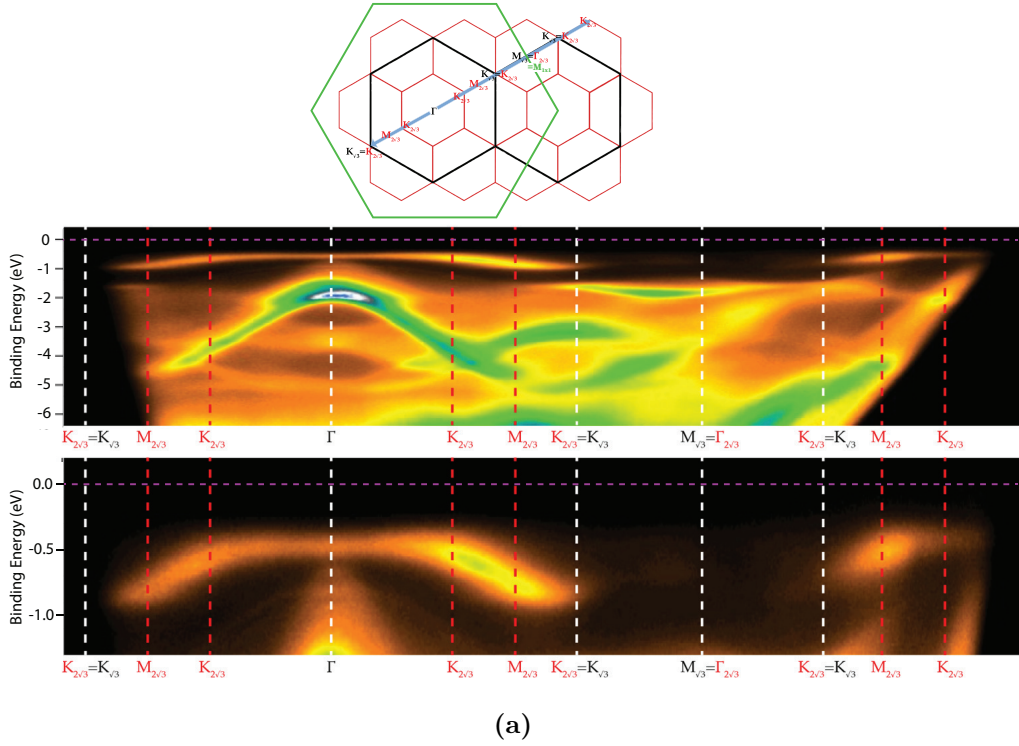 K2√3
K√3=K2√3
M√3=Γ2√3
=M1x1
K√3=K2√3
M2√3
K2√3
Γ
K2√3
M2√3
K√3=K2√3
Binding Energy (eV)
0
-1
-2
-3
-4
-5
-6
K2√3=K√3 M2√3 K2√3 Γ K2√3 M2√3 K2√3=K√3 M√3=Γ2√3 K2√3=K√3 M2√3 K2√3
Binding Energy (eV)
0.0
-0.5
-1.0
K2√3=K√3 M2√3 K2√3 Γ K2√3 M2√3 K2√3=K√3 M√3=Γ2√3 K2√3=K√3 M2√3 K2√3
(a)